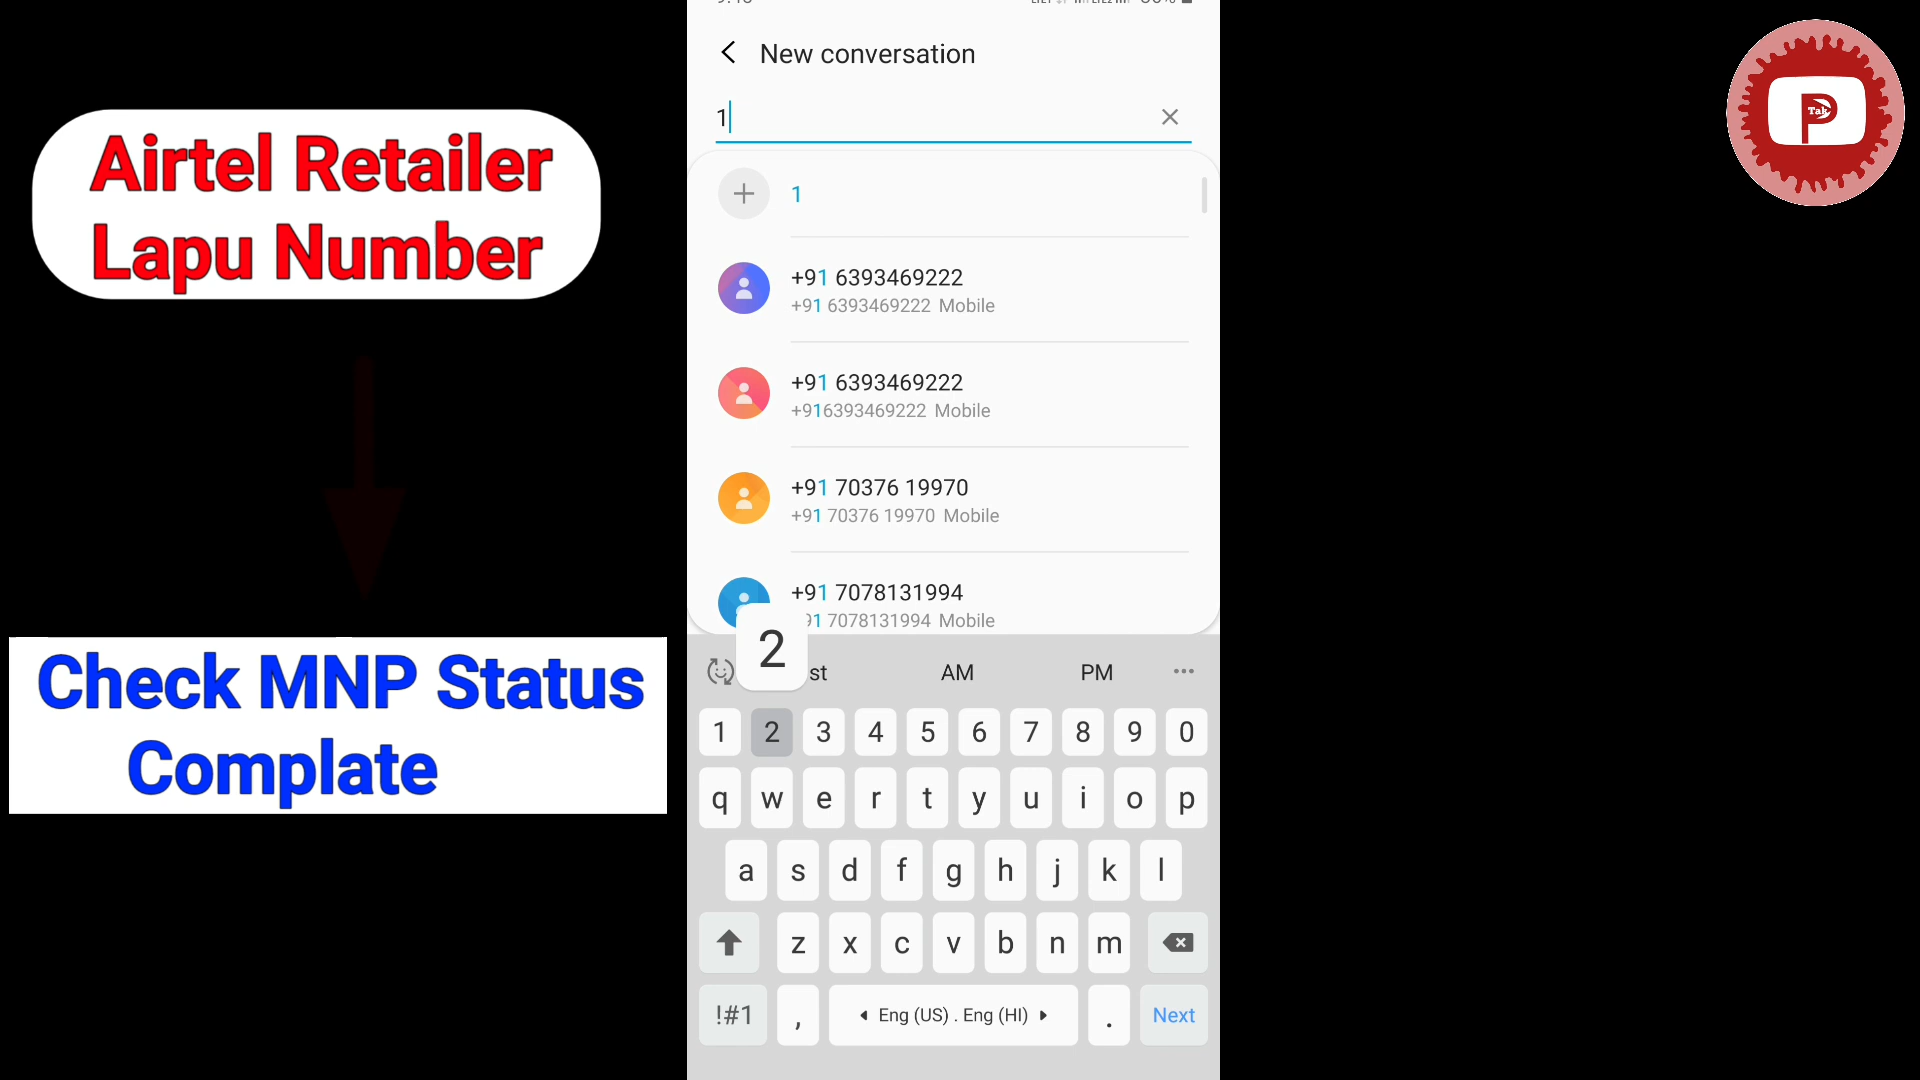 Airtel Retailer
Lapu Number
Check MNP Status
Complate
New conversation
1
1
+91 6393469222
+91 6393469222 Mobile
+91 6393469222
+916393469222 Mobile
+91 70376 19970
+91 70376 19970 Mobile
+91 7078131994
91 7078131994 Mobile
2
st AM PM
1 2 3 4 5 6 7 8 9 0
q w e r t y u i o p
a s d f g h j k l
z x c v b n m
!#1 , Eng (US) . Eng (HI) . Next
P
Tak